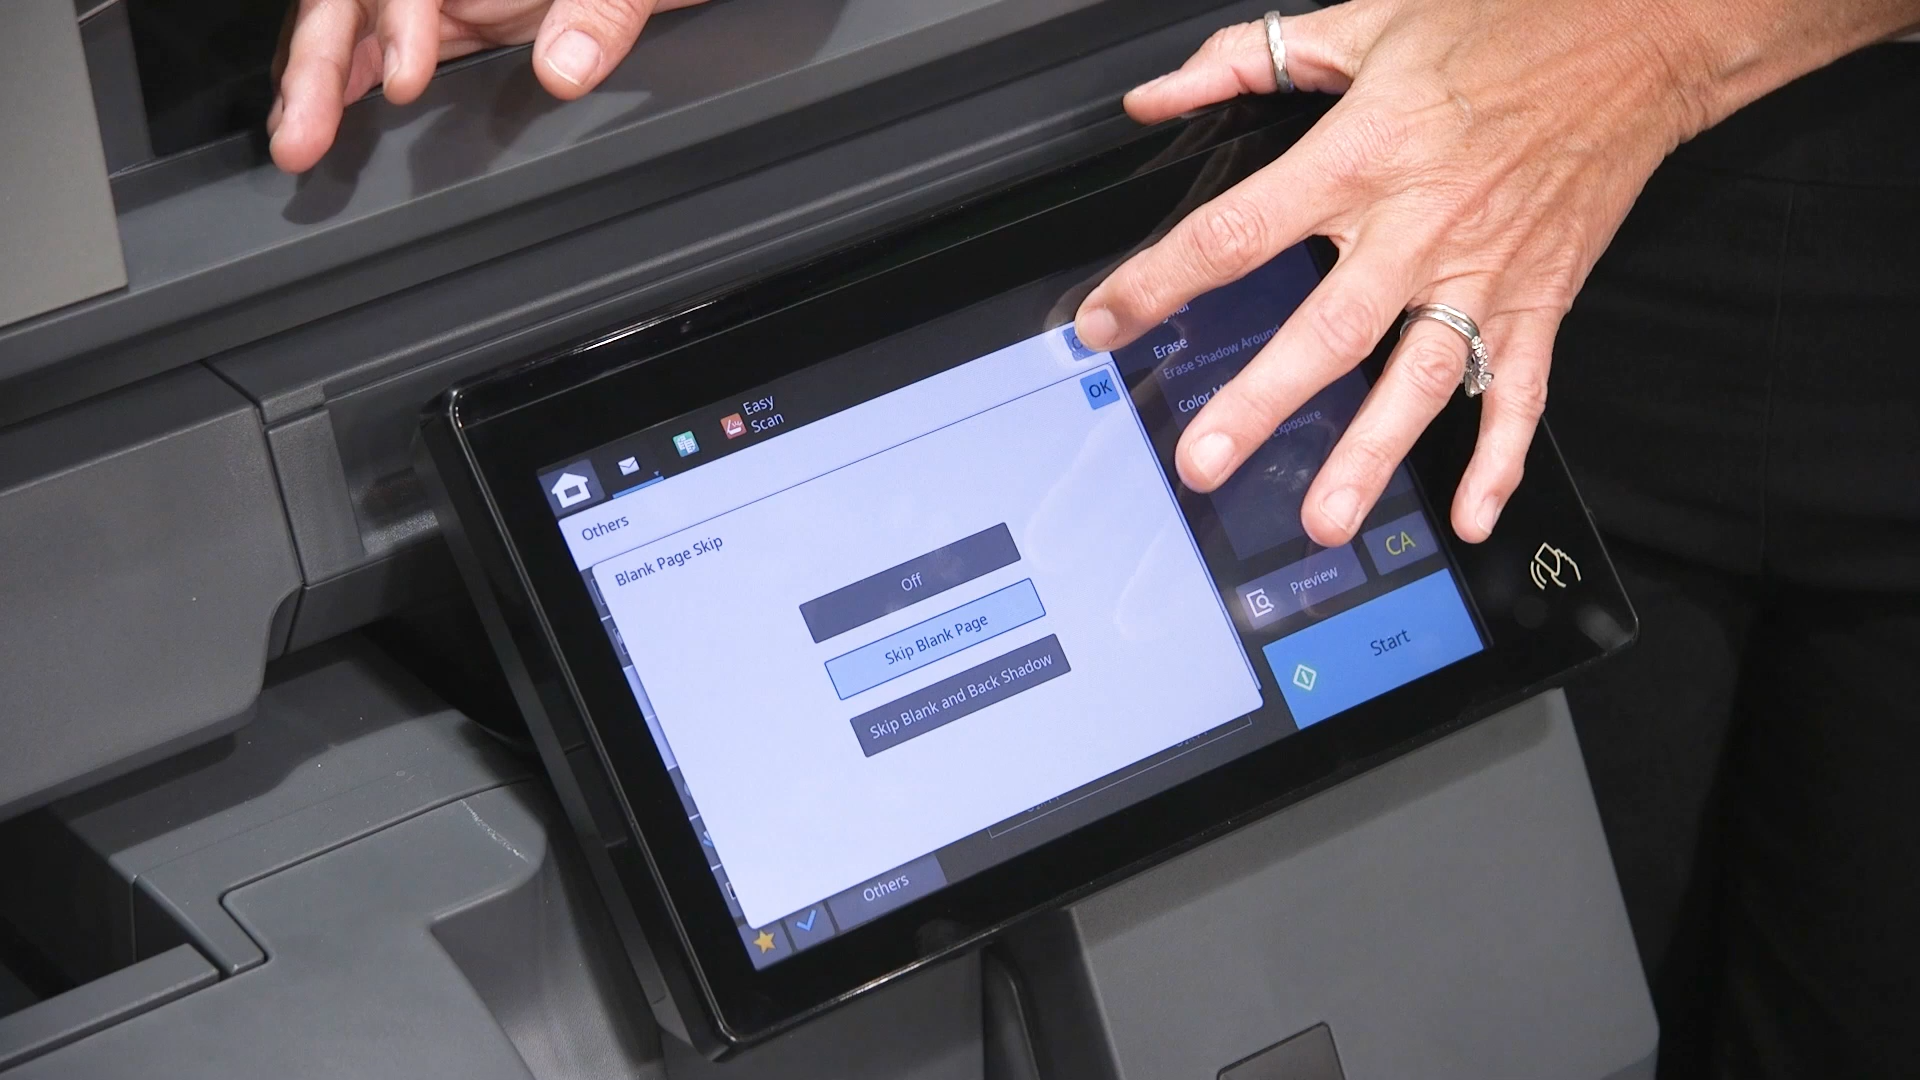 Easy
Scan
Others
OK
Blank Page Skip
Off
Skip Blank Page
Skip Blank and Back Shadow
Erase
Erase Shadow Around
Color
Exposure
Preview
CA
Start
Others